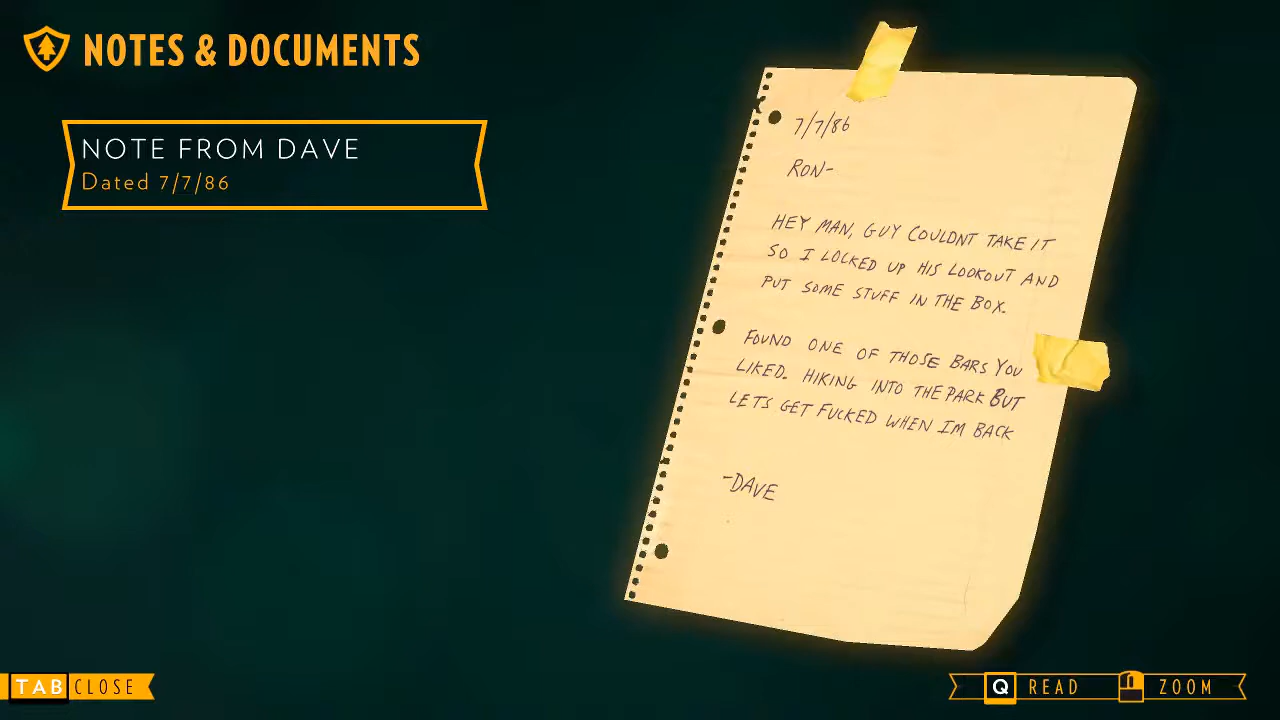 NOTES & DOCUMENTS
NOTE FROM DAVE
Dated 7/7/86
7/7/86
RON-
HEY MAN, GUY COULDNT TAKE IT
SO I LOCKED UP HIS LOOKOUT AND
PUT SOME STUFF IN THE BOX.
FOUND ONE OF THOSE BARS YOU
LIKED. HIKING INTO THE PARK BUT
LETS GET FUCKED WHEN IM BACK
-DAVE
TAB CLOSE
Q READ ZOOM